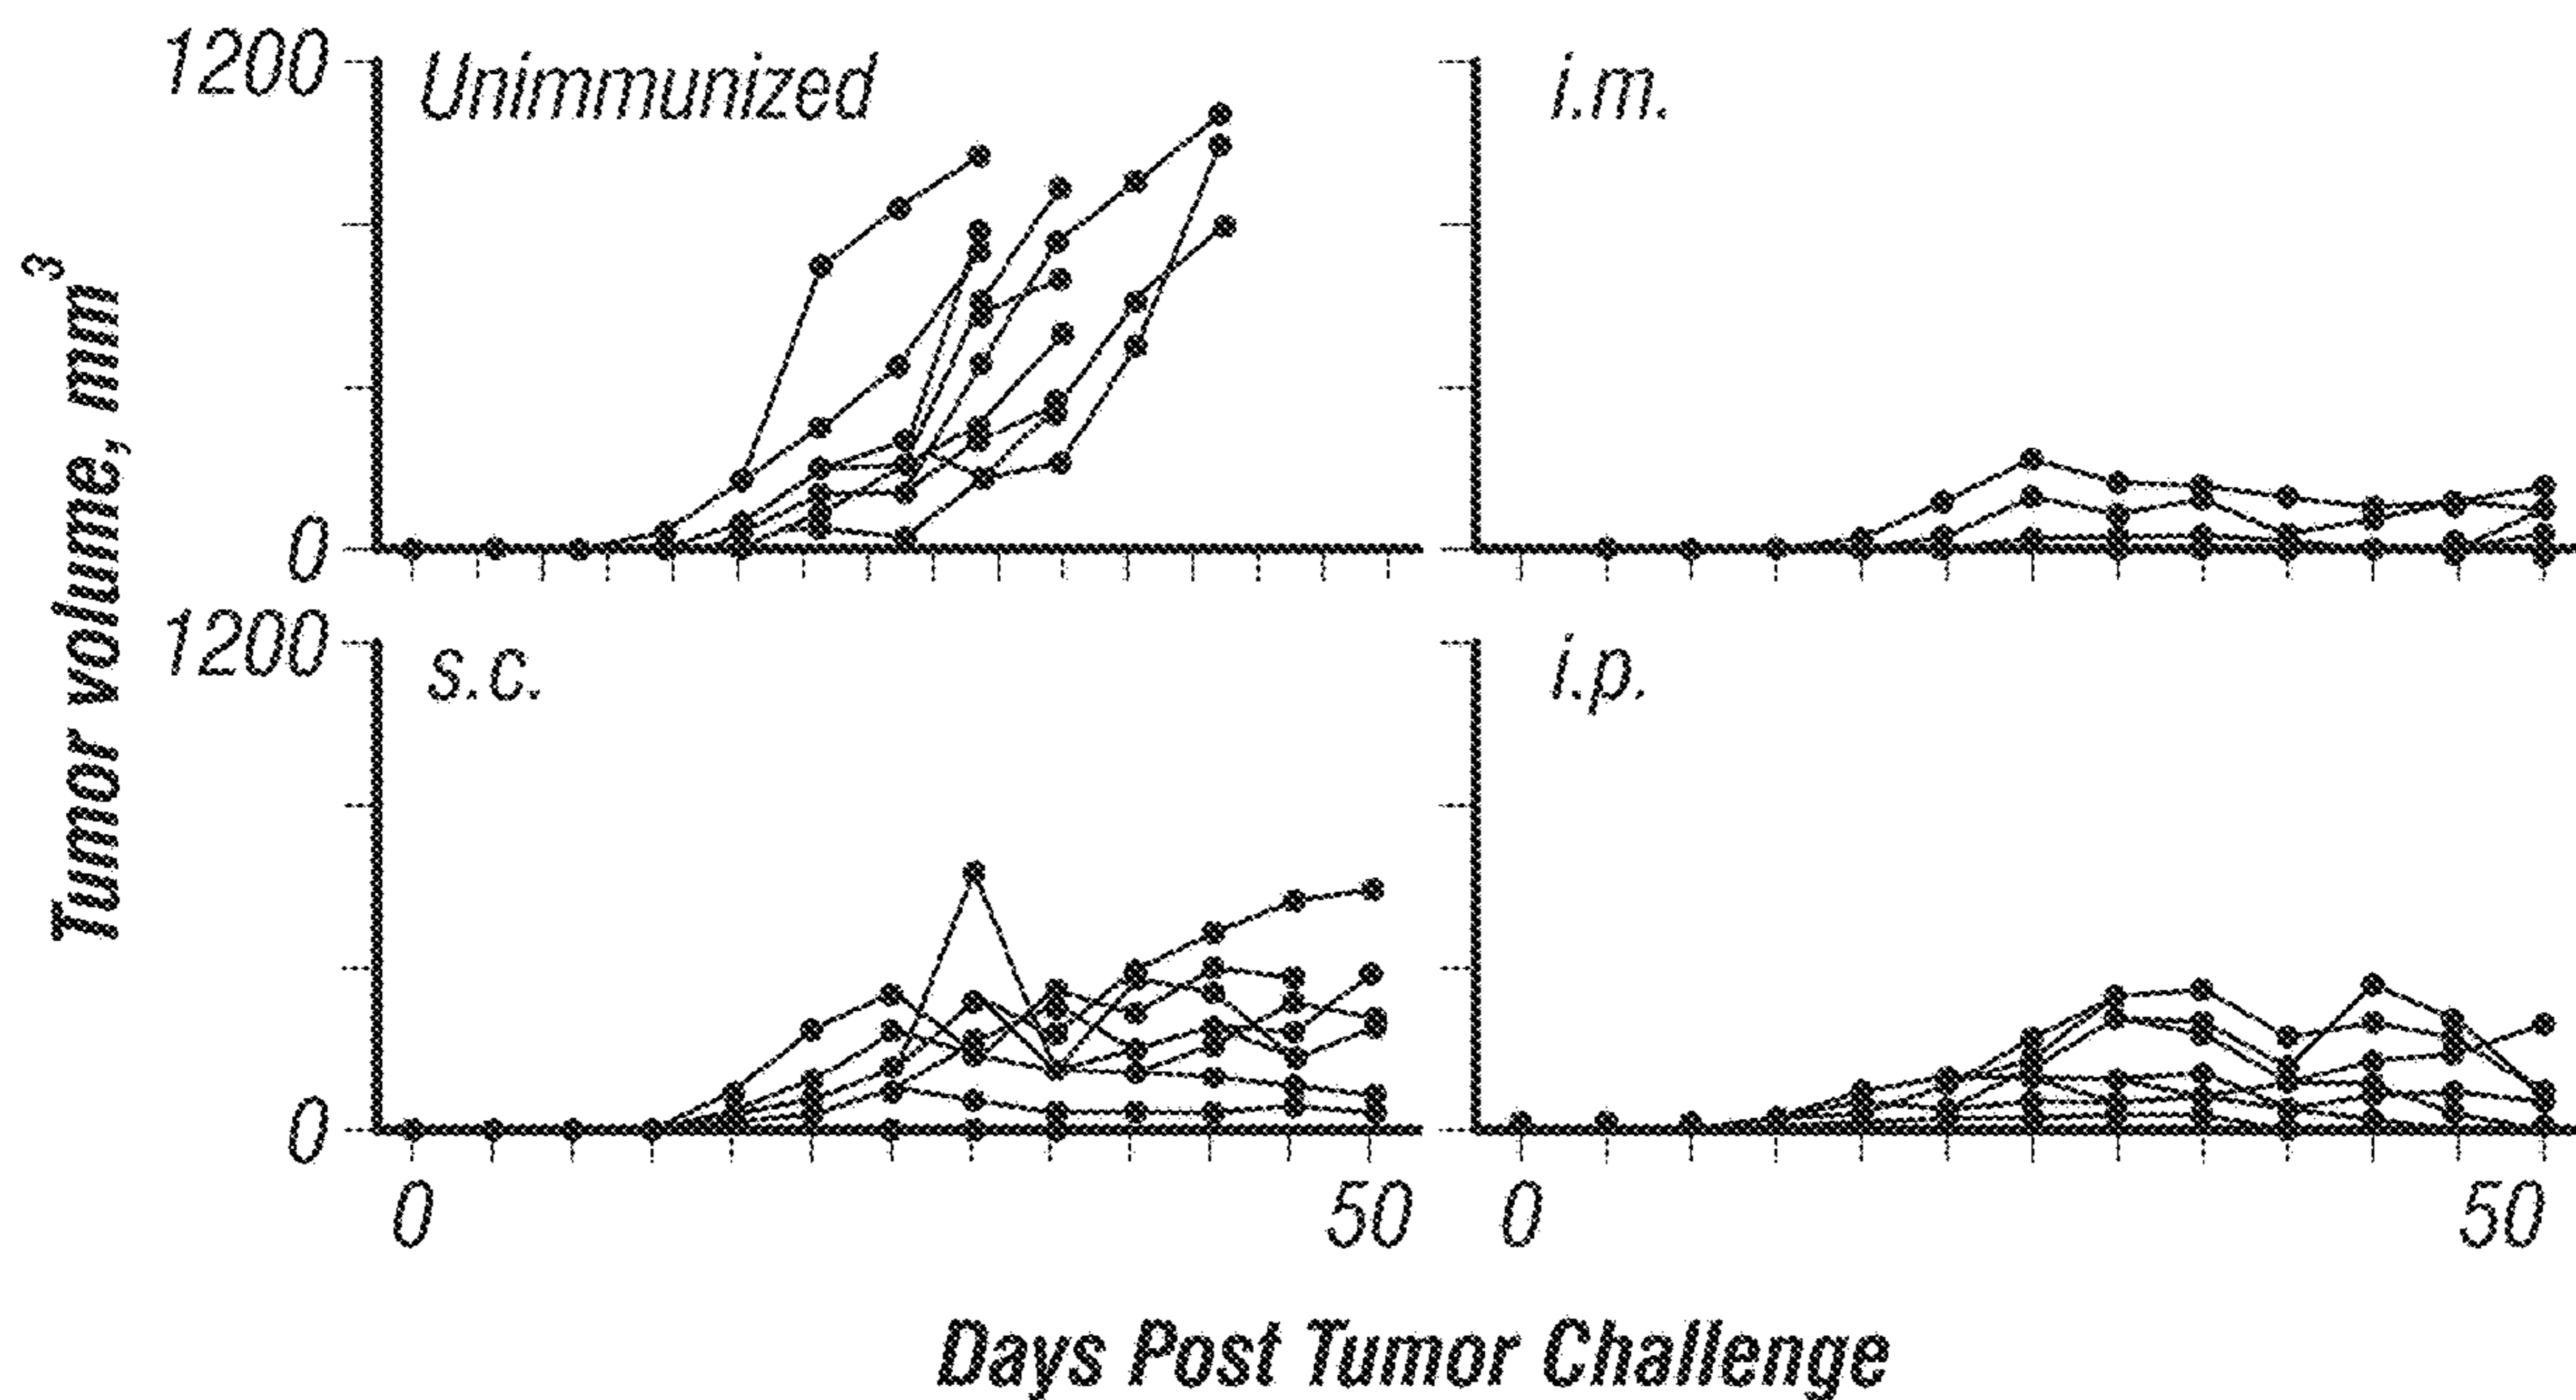 Tumor volume, mm³
1200
Unimmunized
i.m.
0
1200
s.c.
i.p.
0
0
50
0
50
Days Post Tumor Challenge